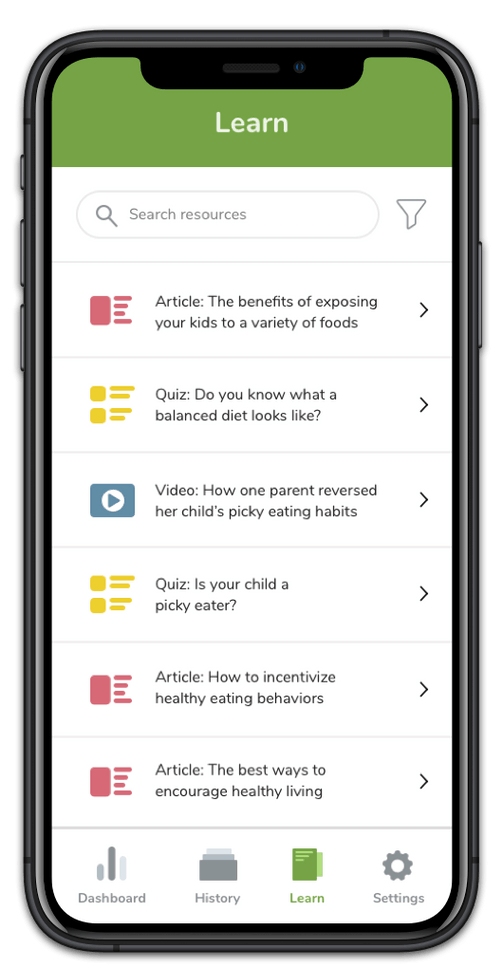 Learn
Search resources
Article: The benefits of exposing
your kids to a variety of foods
Quiz: Do you know what a
balanced diet looks like?
Video: How one parent reversed
her child's picky eating habits
Quiz: Is your child a
picky eater?
Article: How to incentivize
healthy eating behaviors
Article: The best ways to
encourage healthy living
Dashboard
History
Learn
Settings